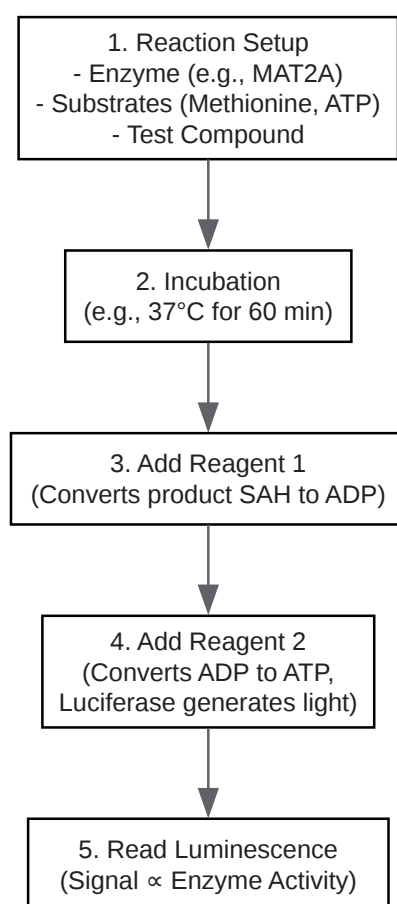 1. Reaction Setup
- Enzyme (e.g., MAT2A)
- Substrates (Methionine, ATP)
- Test Compound
2. Incubation
(e.g., 37°C for 60 min)
3. Add Reagent 1
(Converts product SAH to ADP)
4. Add Reagent 2
(Converts ADP to ATP,
Luciferase generates light)
5. Read Luminescence
(Signal ∝ Enzyme Activity)